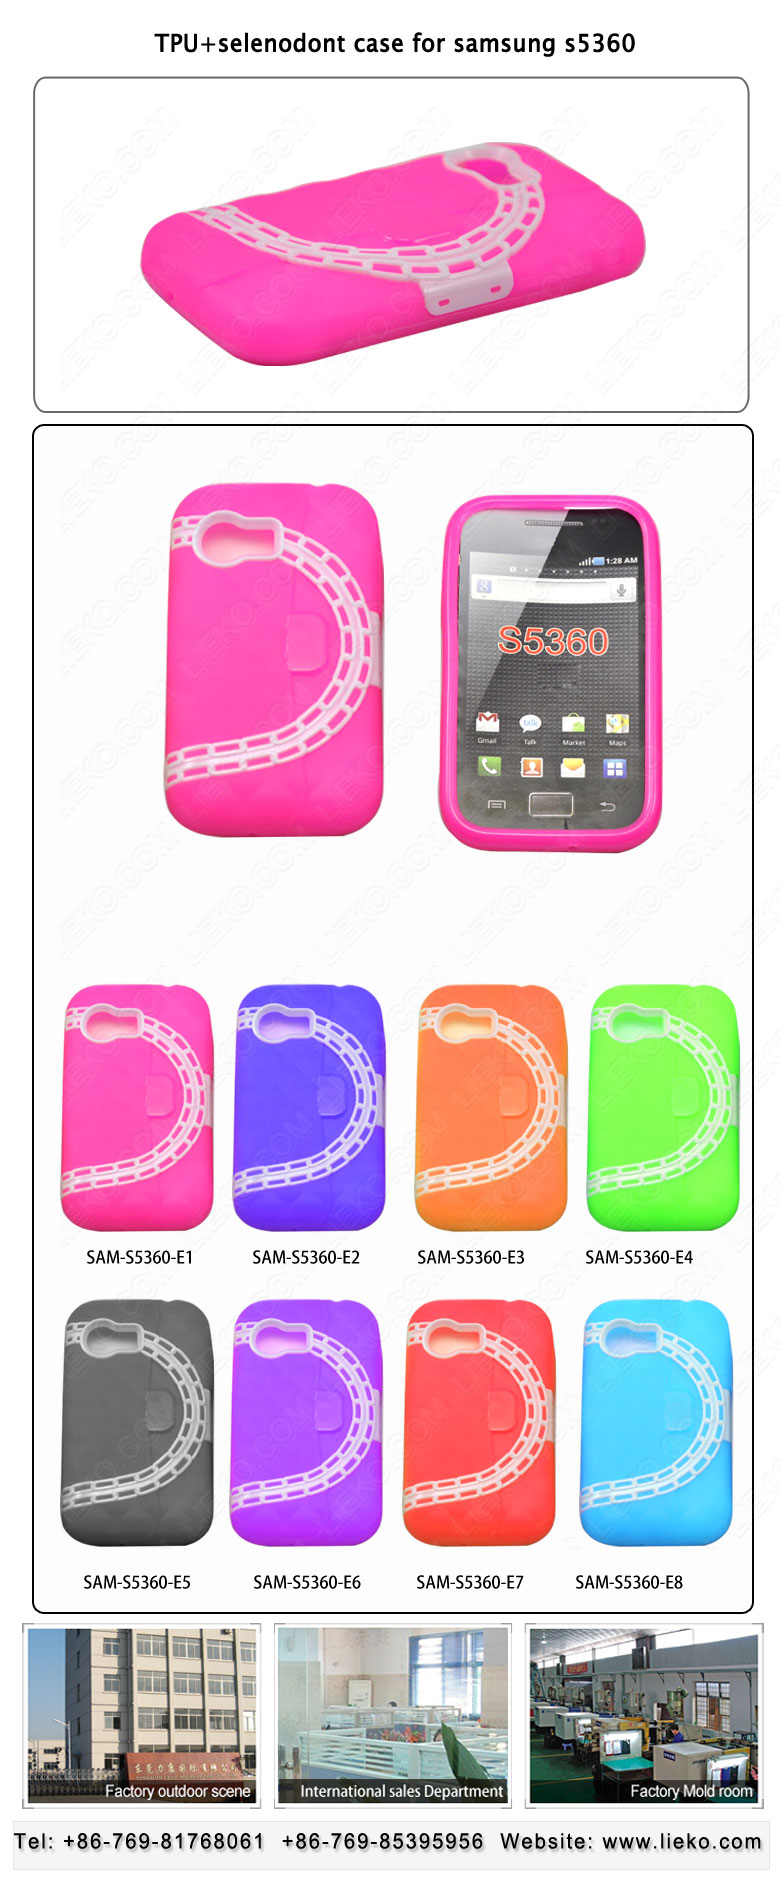 TPU+selenodont case for samsung s5360
LIEKO.COM
1:28 AM
S5360
Gmail Talk Market Maps
SAM-S5360-E1 SAM-S5360-E2 SAM-S5360-E3 SAM-S5360-E4
SAM-S5360-E5 SAM-S5360-E6 SAM-S5360-E7 SAM-S5360-E8
Factory outdoor scene International sales Department Factory Mold room
Tel: +86-769-81768061 +86-769-85395956 Website: www.lieko.com